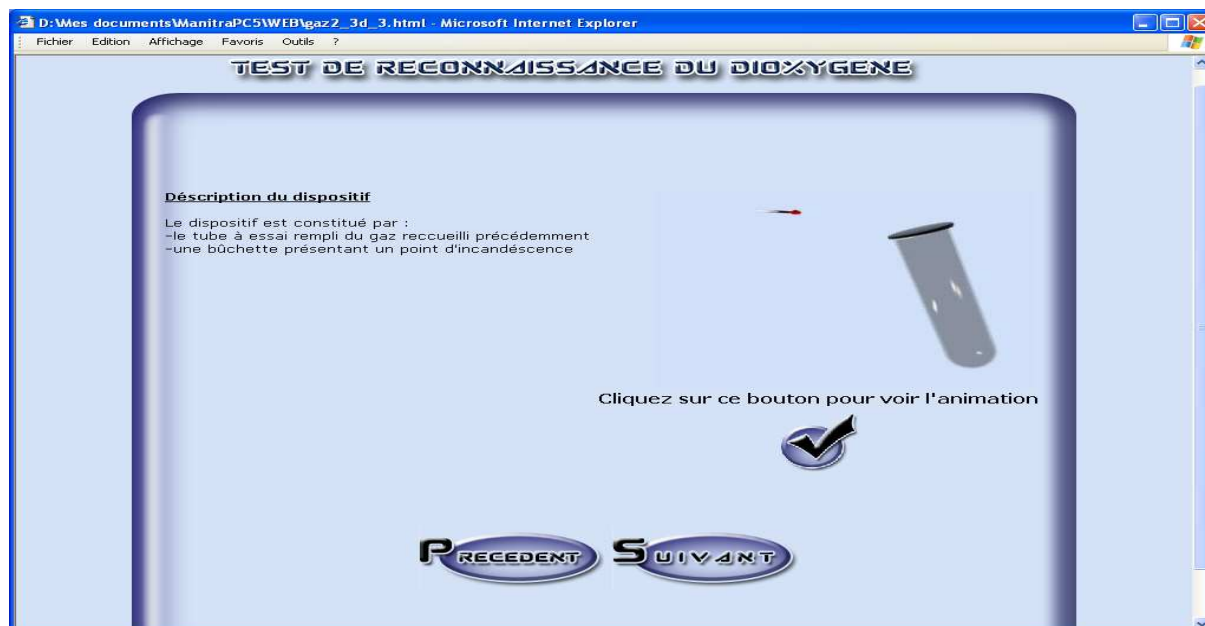 D:\Mes documents\ManitraPC5\WEB\gaz2_3d_3.html - Microsoft Internet Explorer
Fichier Edition Affichage Favoris Outils ?
TEST DE RECONNAISSANCE DU DIOXYGENE
Déscription du dispositif
Le dispositif est constitué par :
-le tube à essai rempli du gaz reccueilli précédemment
-une bûchette présentant un point d'incandéscence
Cliquez sur ce bouton pour voir l'animation
PRECEDENT SUIVANT